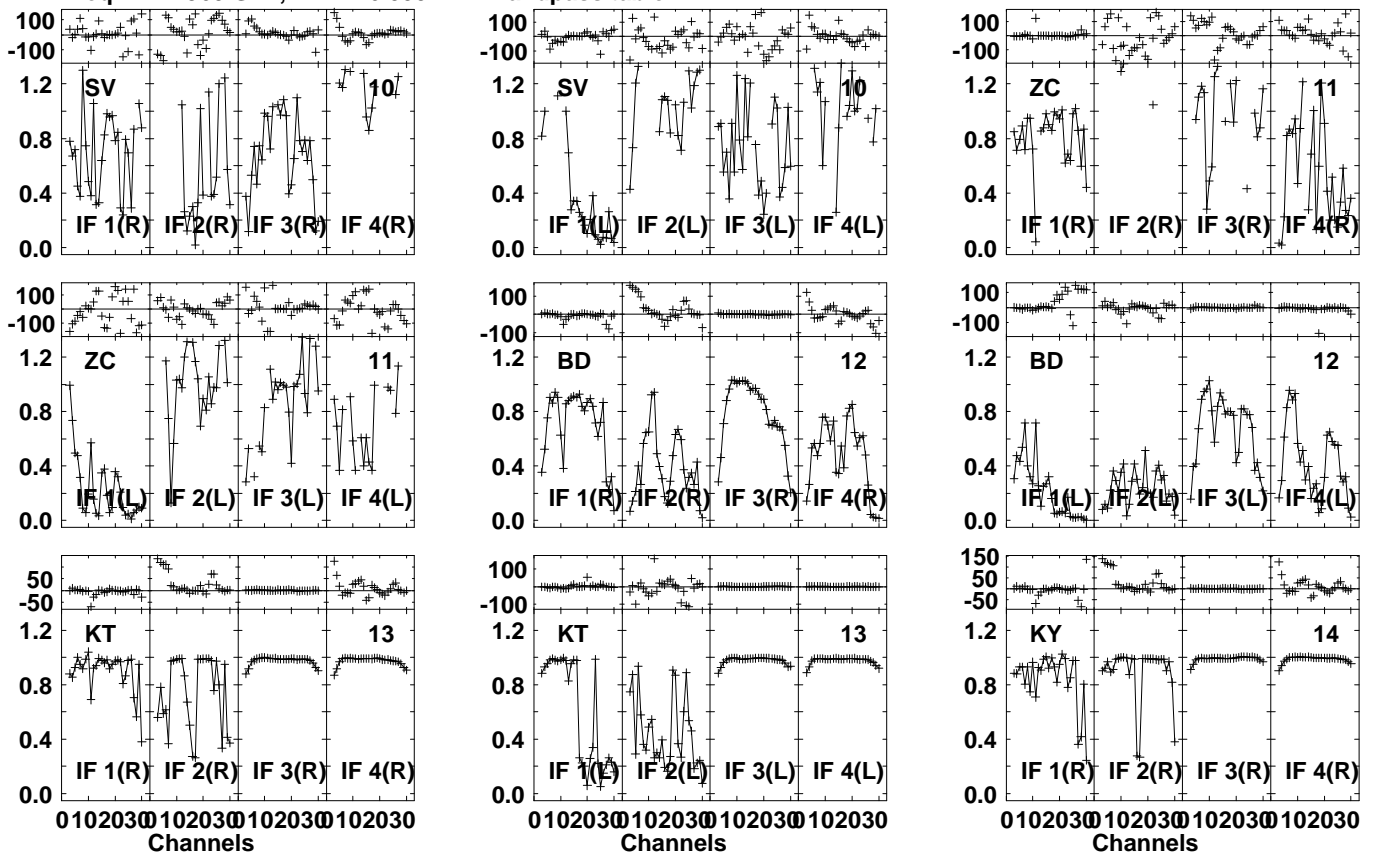 100
-100
1.2
0.8
0.4
0.0
SV 10
IF 1(R) IF 2(R) IF 3(R) IF 4(R)
100
-100
1.2
0.8
0.4
0.0
SV 10
IF 1(L) IF 2(L) IF 3(L) IF 4(L)
100
-100
1.2
0.8
0.4
0.0
ZC 11
IF 1(R) IF 2(R) IF 3(R) IF 4(R)
100
-100
1.2
0.8
0.4
0.0
ZC 11
IF 1(L) IF 2(L) IF 3(L) IF 4(L)
100
-100
1.2
0.8
0.4
0.0
BD 12
IF 1(R) IF 2(R) IF 3(R) IF 4(R)
100
-100
1.2
0.8
0.4
0.0
BD 12
IF 1(L) IF 2(L) IF 3(L) IF 4(L)
50
-50
1.2
0.8
0.4
0.0
KT 13
IF 1(R) IF 2(R) IF 3(R) IF 4(R)
0102030 0102030 0102030 0102030
Channels
100
-100
1.2
0.8
0.4
0.0
KT 13
IF 1(L) IF 2(L) IF 3(L) IF 4(L)
0102030 0102030 0102030 0102030
Channels
150
50
-50
1.2
0.8
0.4
0.0
KY 14
IF 1(R) IF 2(R) IF 3(R) IF 4(R)
0102030 0102030 0102030 0102030
Channels